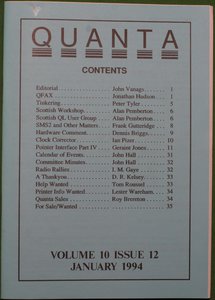 QUANTA
CONTENTS
Editorial John Vanags. 1
QFAX Jonathan Hudson 1
Tinkering. Peter Tyler 5
Scottish Workshop. Alan Pemberton. 6
Scottish QL User Group Alan Pemberton. 6
SMS2 and Other Matters. Frank Gutteridge 8
Hardware Comment. Dennis Briggs. 9
Clock Corrector. Ian Pizer. 10
Pointer Interface Part IV Geraint Jones 11
Calendar of Events. John Hall 31
Committee Minutes. John Hall 32
Radio Rallies. I. M. Gaye 32
A Thankyou. D. R. Kelsey. 33
Help Wanted Tom Roussel 33
Printer Info Wanted Lester Wareham. 34
Quanta Sales Roy Brereton 34
For Sale/Wanted 35
VOLUME 10 ISSUE 12
JANUARY 1994